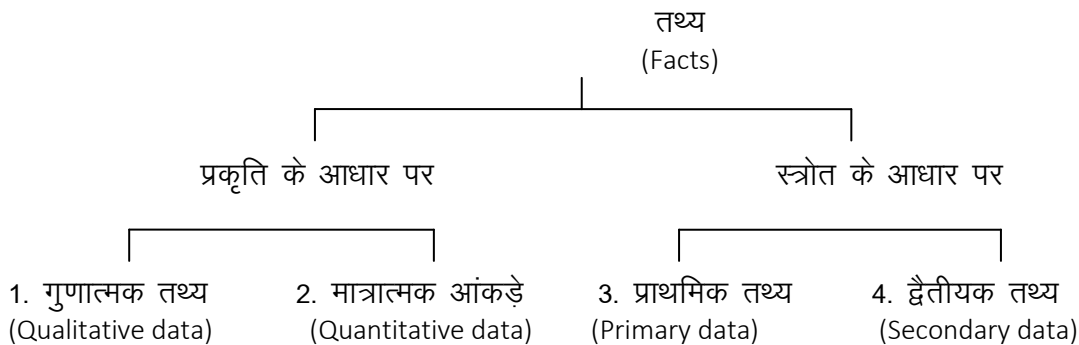 तथ्य
(Facts)
प्रकृति के आधार पर
स्त्रोत के आधार पर
1. गुणात्मक तथ्य
(Qualitative data)
2. मात्रात्मक आंकड़े
(Quantitative data)
3. प्राथमिक तथ्य
(Primary data)
4. द्वैतीयक तथ्य
(Secondary data)